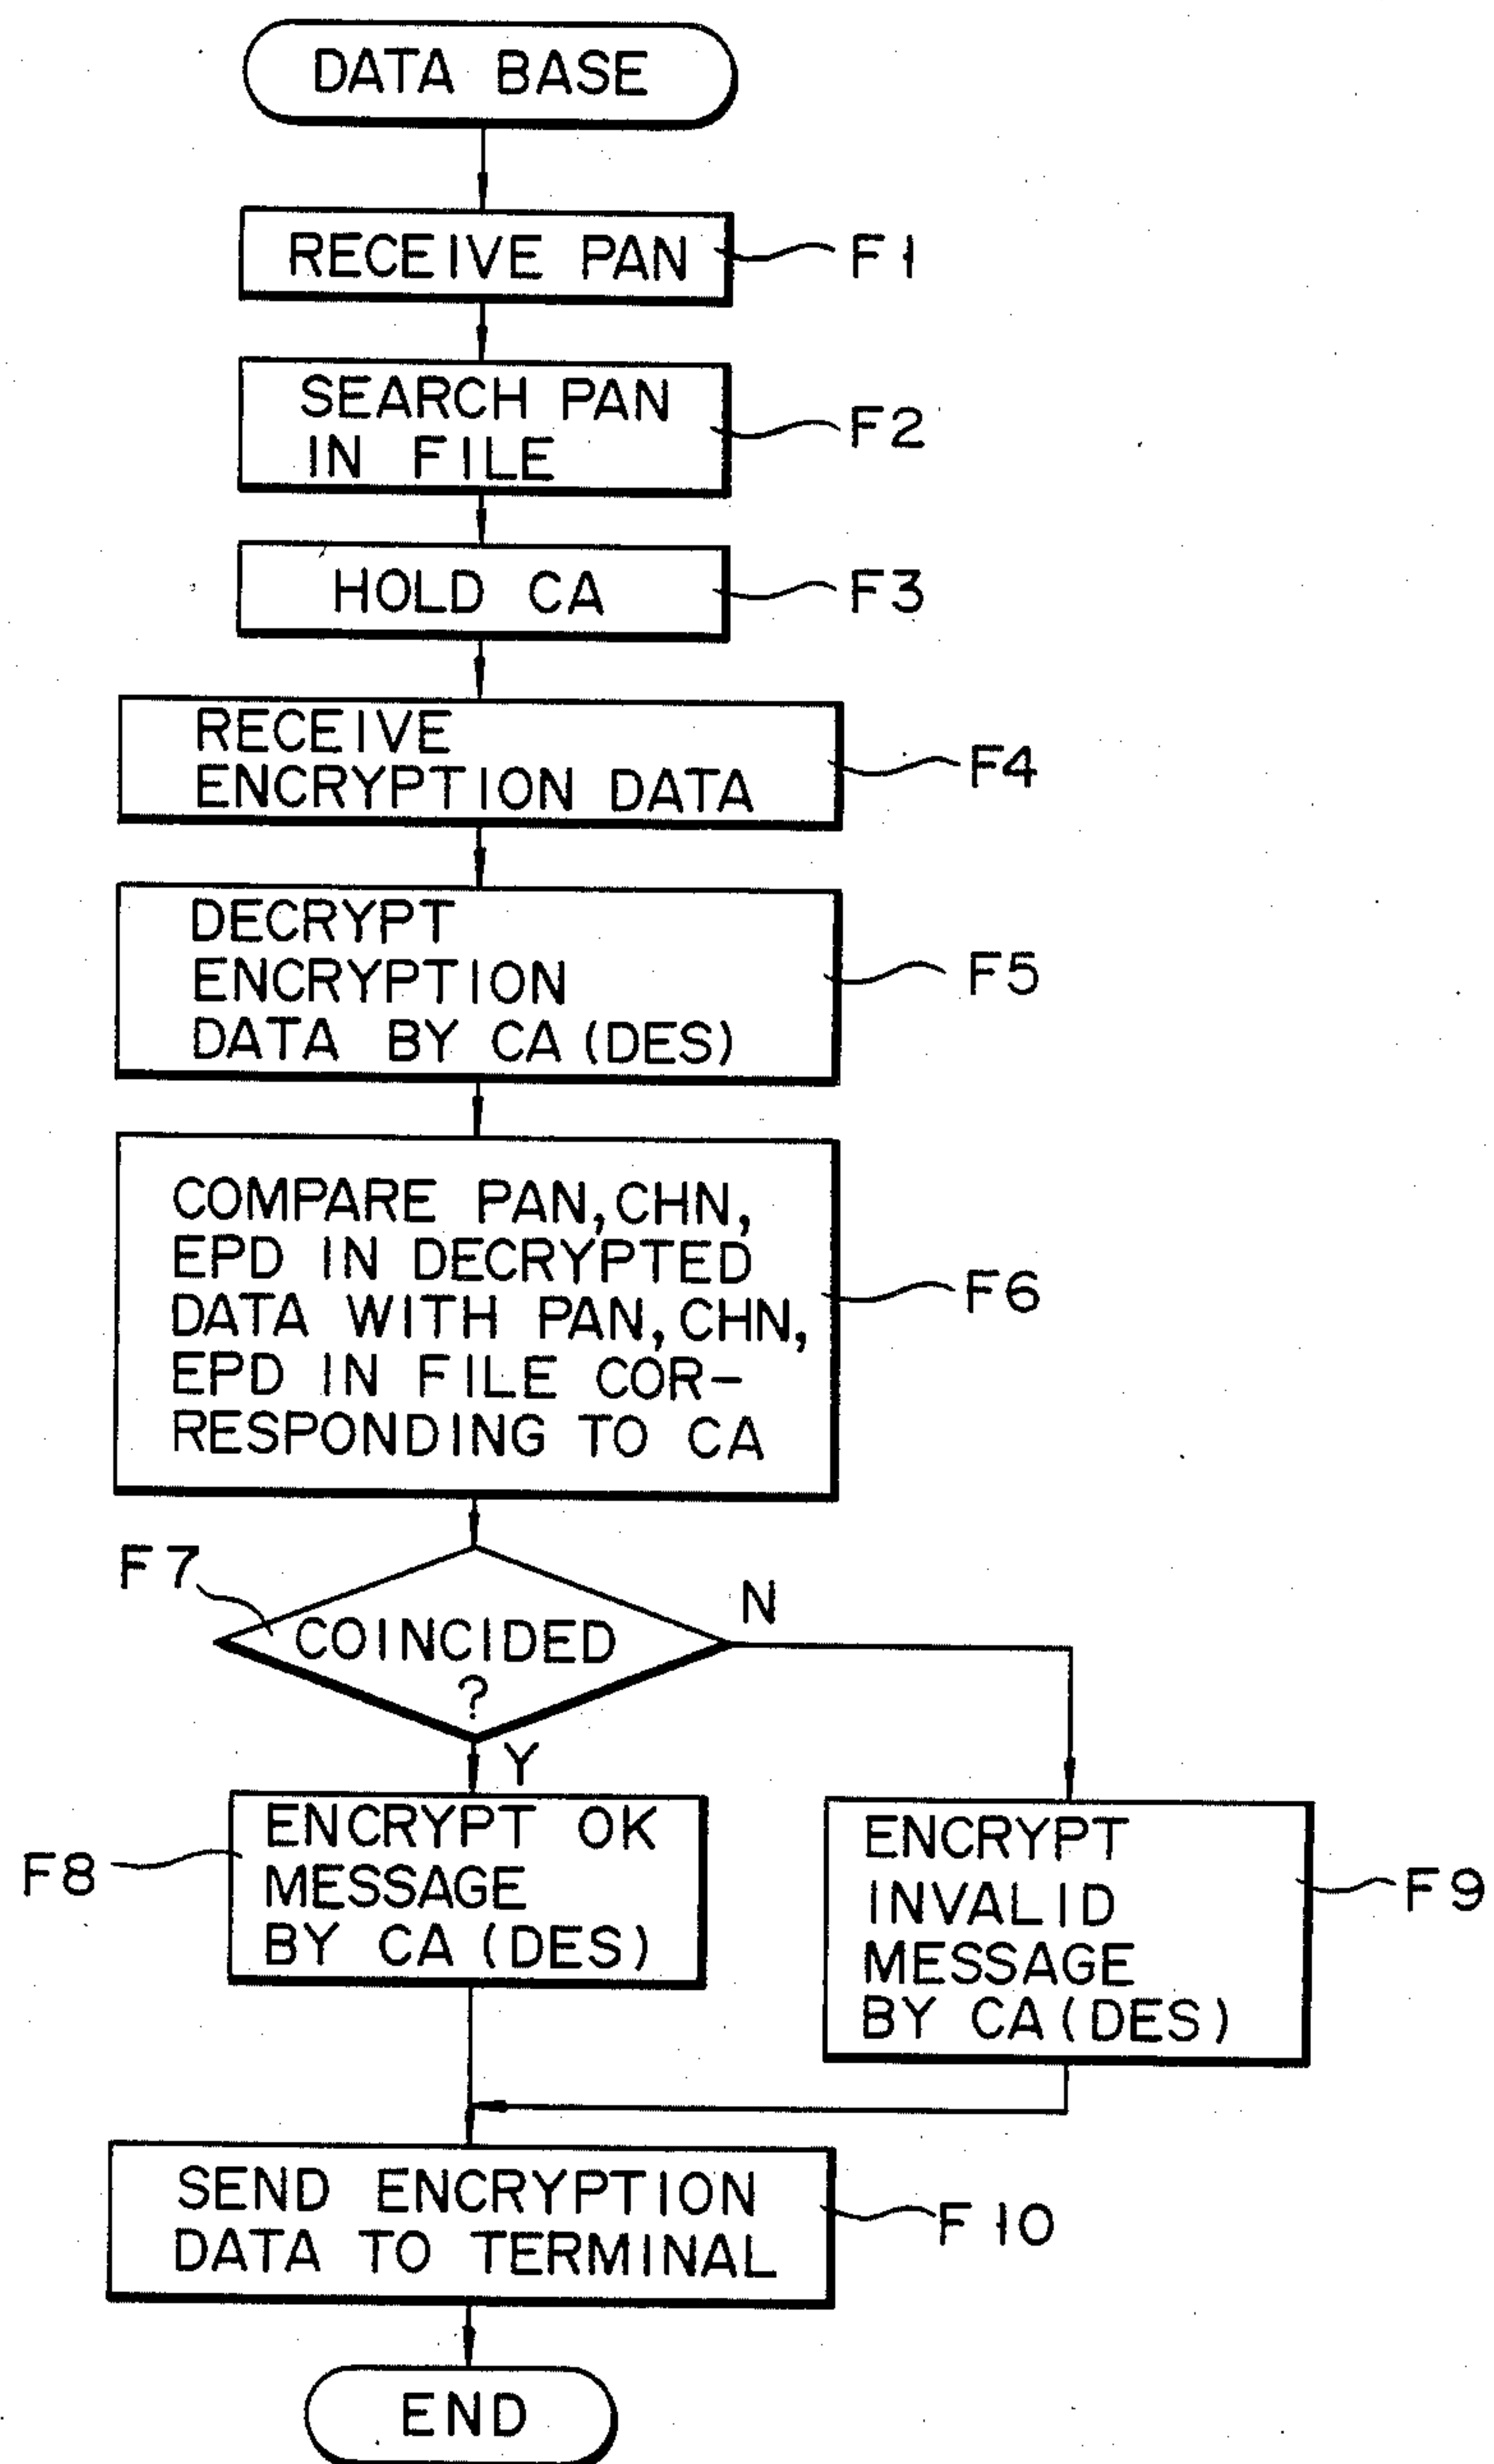 DATA BASE
RECEIVE PAN
F1
SEARCH PAN
IN FILE
F2
HOLD CA
F3
RECEIVE
ENCRYPTION DATA
F4
DECRYPT
ENCRYPTION
DATA BY CA (DES)
F5
COMPARE PAN, CHN,
EPD IN DECRYPTED
DATA WITH PAN, CHN,
EPD IN FILE COR-
RESPONDING TO CA
F6
F7
COINCIDED
?
N
Y
ENCRYPT OK
MESSAGE
BY CA (DES)
F8
ENCRYPT
INVALID
MESSAGE
BY CA (DES)
F9
SEND ENCRYPTION
DATA TO TERMINAL
F10
END